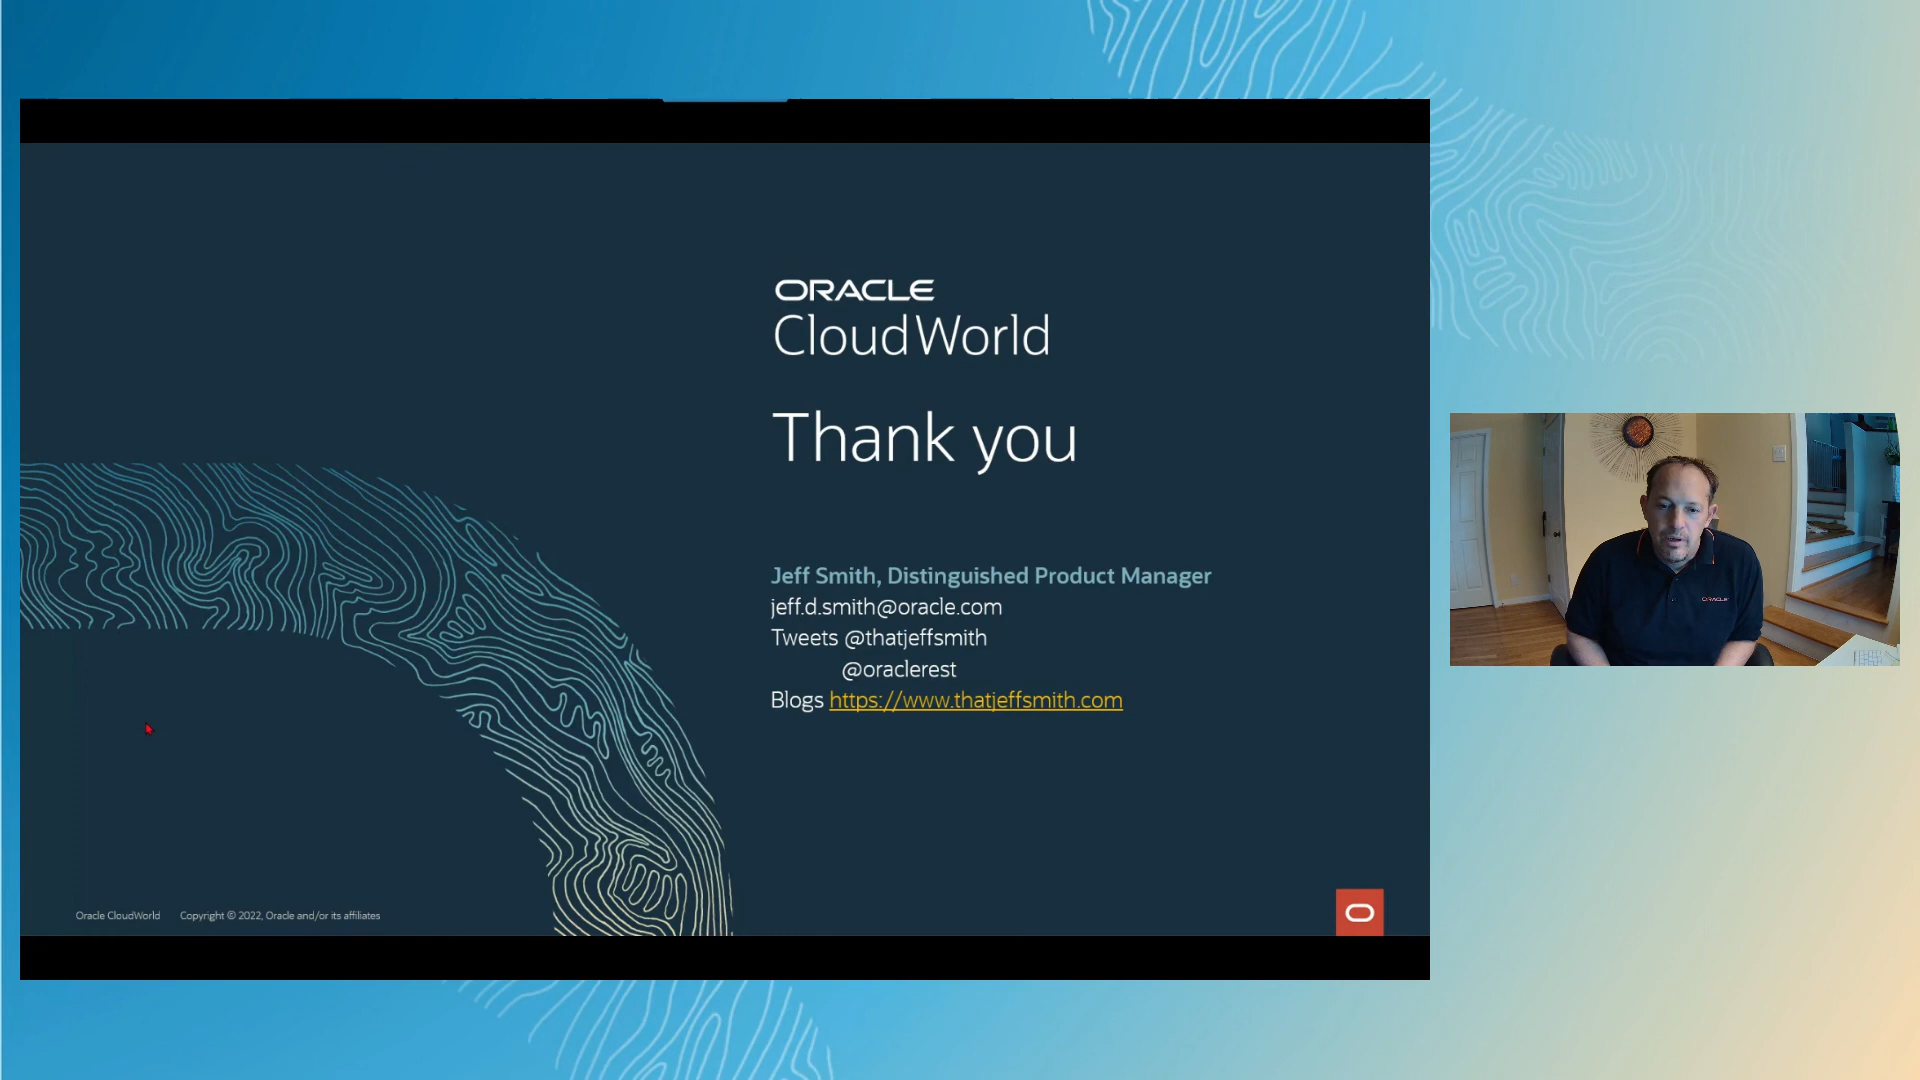 ORACLE
CloudWorld
Thank you
Jeff Smith, Distinguished Product Manager
jeff.d.smith@oracle.com
Tweets @thatjeffsmith
@oraclerest
Blogs https://www.thatjeffsmith.com
Oracle CloudWorld Copyright © 2022, Oracle and/or its affiliates
ORACLE